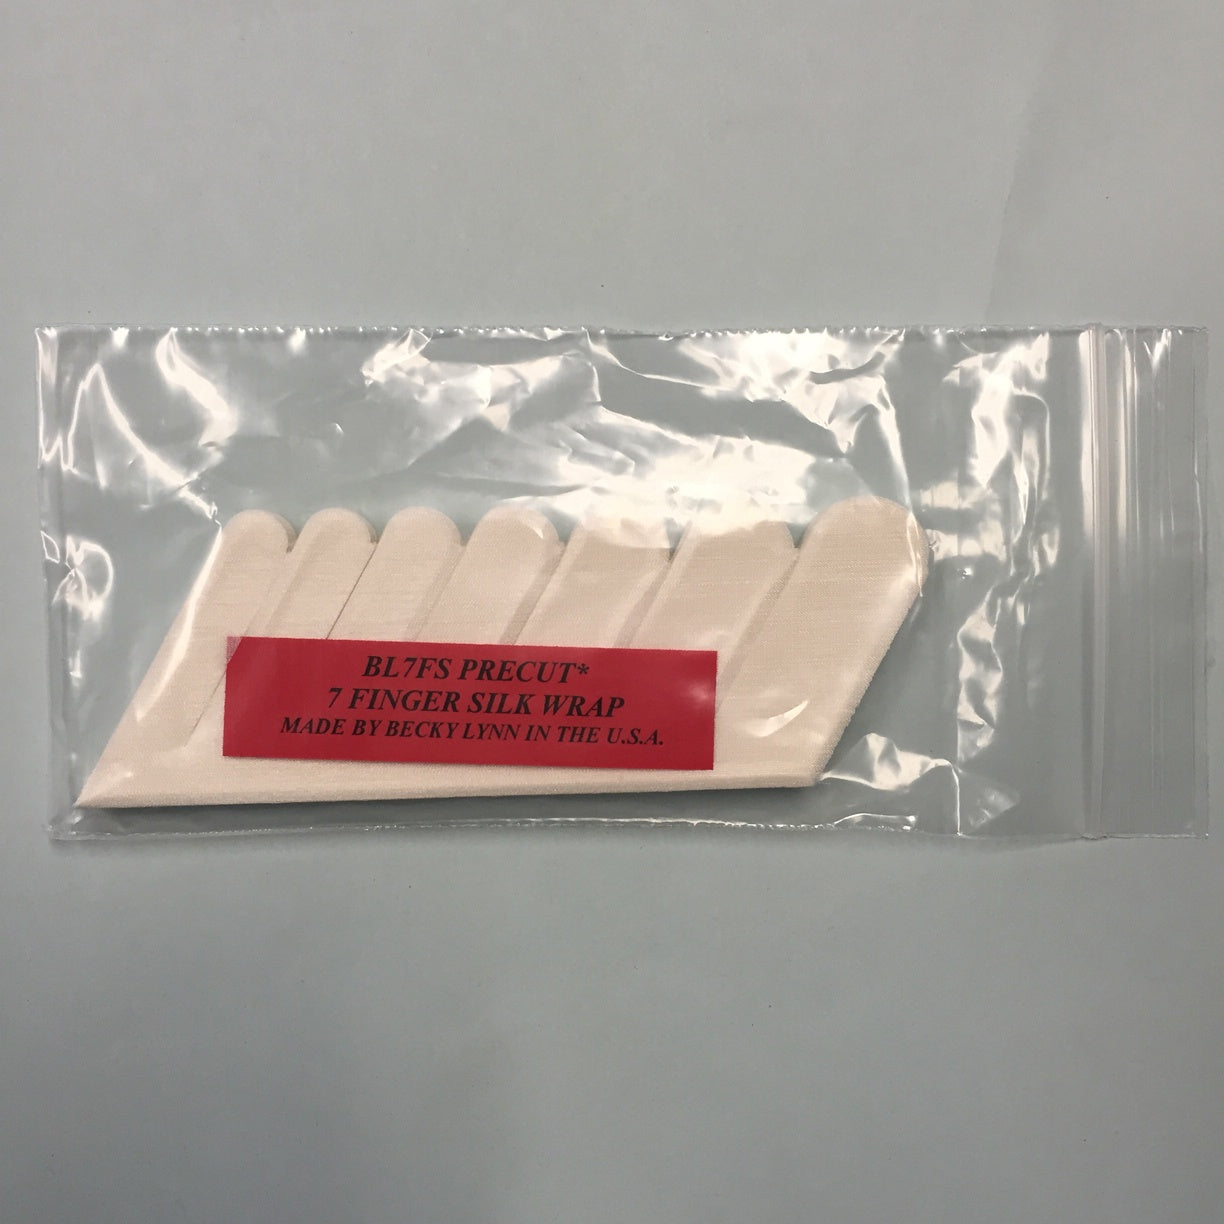 BL7FS PRECUT*
7 FINGER SILK WRAP
MADE BY BECKY LYNN IN THE U.S.A.